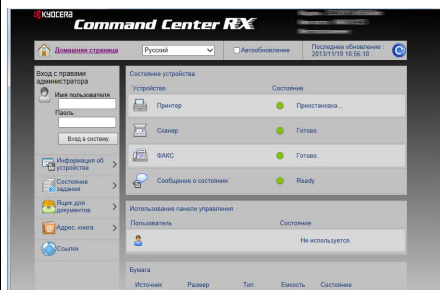 KYOCERA
Command Center RX
Домашняя страница
Русский
Автообновление
Последнее обновление :
2013/11/19 18:56:18
Вход с правами
администратора
Имя пользователя
Пароль
Вход в систему
Информация об
устройстве
Состояние
задания
Ящик для
документов
Адрес. книга
Ссылки
Состояние устройства
Устройство Состояние
Принтер Приостановка...
Сканер Готово.
ФАКС Готово.
Сообщение о состоянии Ready
Использование панели управления
Пользователь Состояние
Не используется.
Бумага
Источник Размер Тип Емкость Состояние